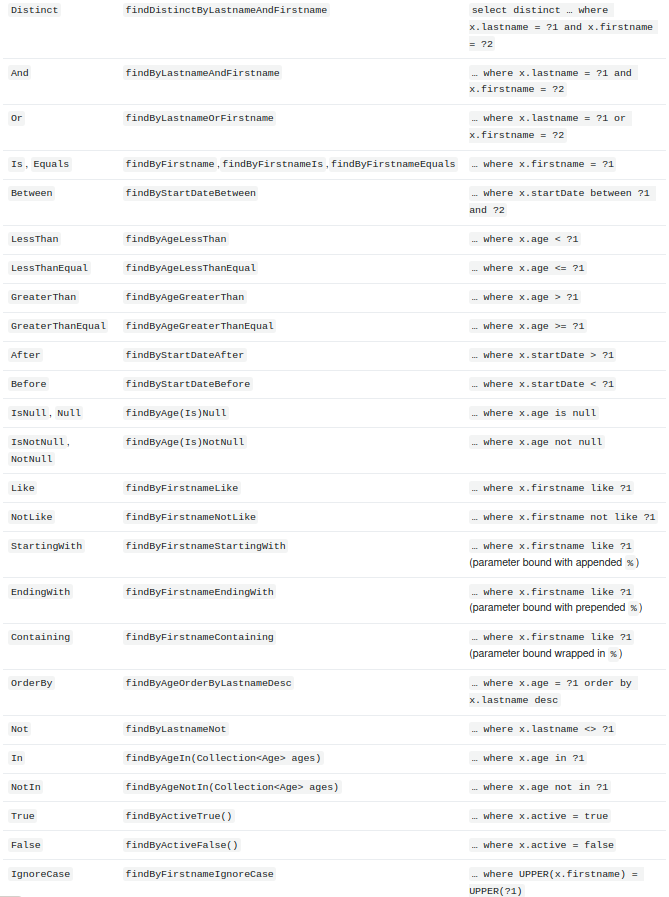 Distinct findDistinctByLastnameAndFirstname select distinct … where
x.lastname = ?1 and x.firstname
= ?2
And findByLastnameAndFirstname … where x.lastname = ?1 and
x.firstname = ?2
Or findByLastnameOrFirstname … where x.lastname = ?1 or
x.firstname = ?2
Is, Equals findByFirstname,findByFirstnameIs,findByFirstnameEquals … where x.firstname = ?1
Between findByStartDateBetween … where x.startDate between ?1
and ?2
LessThan findByAgeLessThan … where x.age < ?1
LessThanEqual findByAgeLessThanEqual … where x.age <= ?1
GreaterThan findByAgeGreaterThan … where x.age > ?1
GreaterThanEqual findByAgeGreaterThanEqual … where x.age >= ?1
After findByStartDateAfter … where x.startDate > ?1
Before findByStartDateBefore … where x.startDate < ?1
IsNull, Null findByAge(Is)Null … where x.age is null
IsNotNull, findByAge(Is)NotNull … where x.age not null
NotNull
Like findByFirstnameLike … where x.firstname like ?1
NotLike findByFirstnameNotLike … where x.firstname not like ?1
StartingWith findByFirstnameStartingWith … where x.firstname like ?1
(parameter bound with appended %)
EndingWith findByFirstnameEndingWith … where x.firstname like ?1
(parameter bound with prepended %)
Containing findByFirstnameContaining … where x.firstname like ?1
(parameter bound wrapped in %)
OrderBy findByAgeOrderByLastnameDesc … where x.age = ?1 order by
x.lastname desc
Not findByLastnameNot … where x.lastname <> ?1
In findByAgeIn(Collection<Age> ages) … where x.age in ?1
NotIn findByAgeNotIn(Collection<Age> ages) … where x.age not in ?1
True findByActiveTrue() … where x.active = true
False findByActiveFalse() … where x.active = false
IgnoreCase findByFirstnameIgnoreCase … where UPPER(x.firstname) =
UPPER(?1)